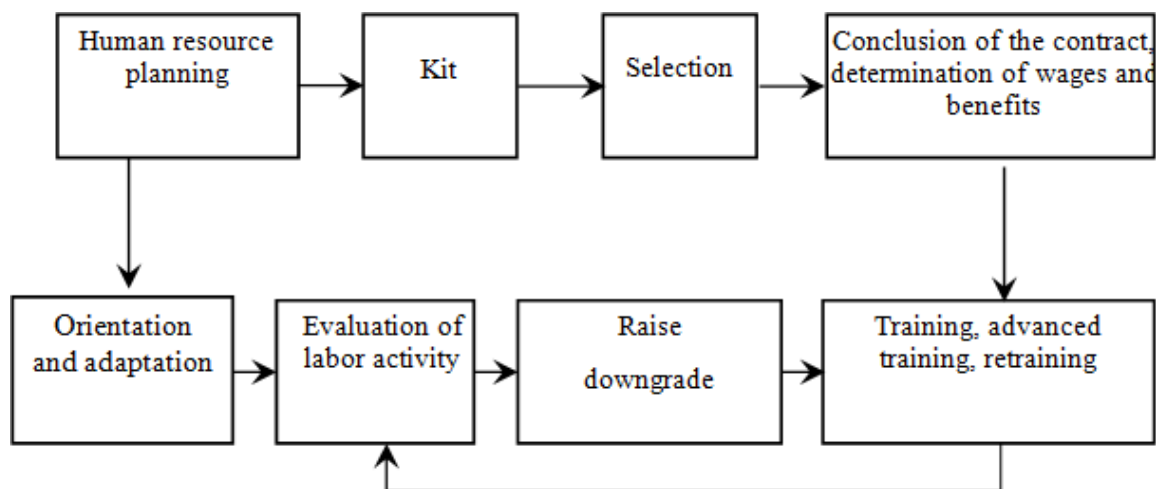 Human resource
planning
Kit
Selection
Conclusion of the contract,
determination of wages and
benefits
Orientation
and adaptation
Evaluation of
labor activity
Raise
downgrade
Training, advanced
training, retraining